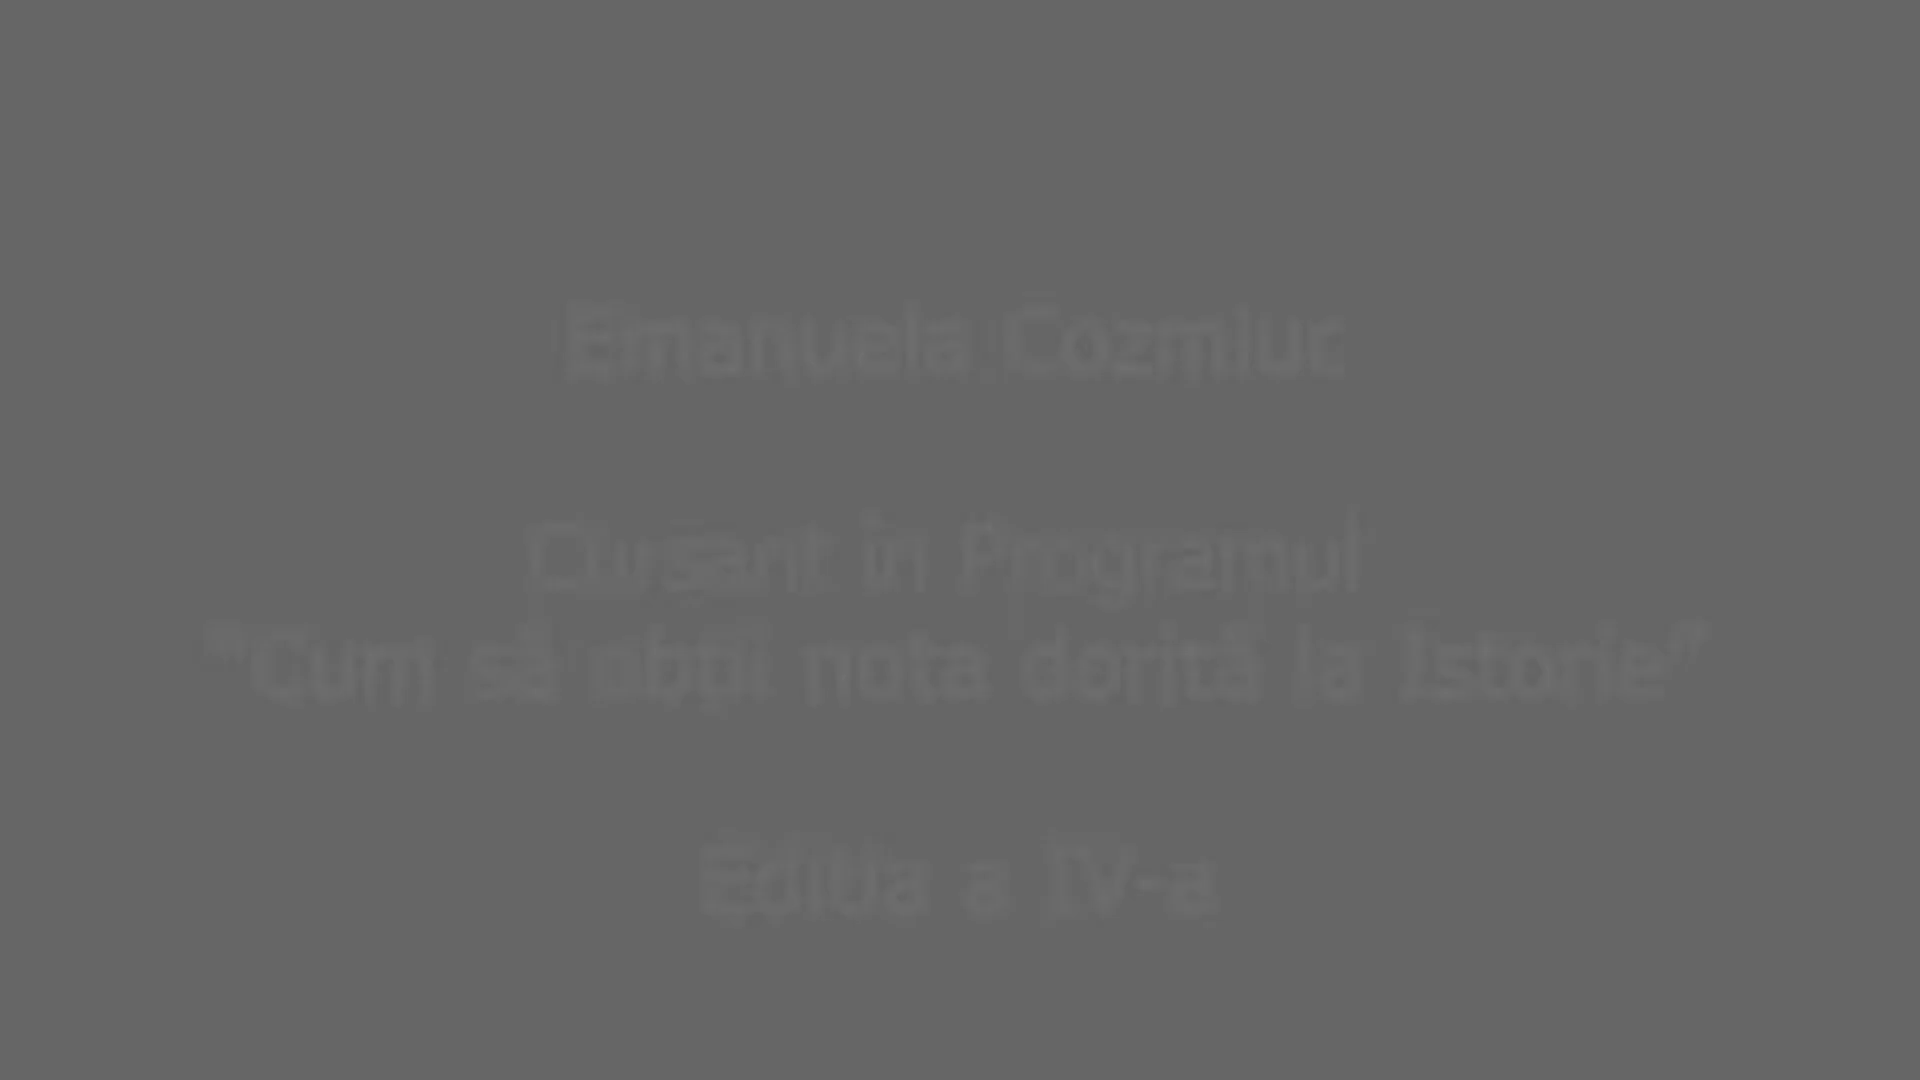 Emanuela Cozmiuc
Cursant în Programul
"Cum să obții nota dorită la Istorie"
Ediția a IV-a